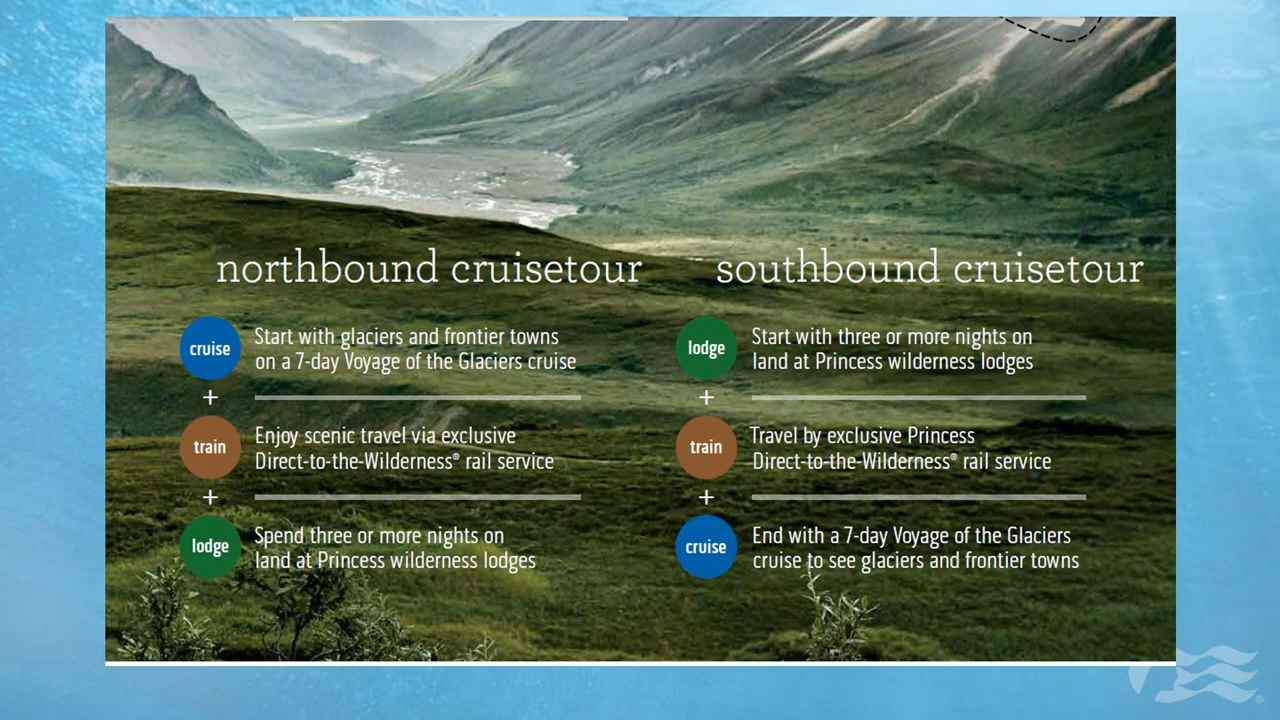 northbound cruisetour
cruise
Start with glaciers and frontier towns
on a 7-day Voyage of the Glaciers cruise
+
train
Enjoy scenic travel via exclusive
Direct-to-the-Wilderness® rail service
+
lodge
Spend three or more nights on
land at Princess wilderness lodges
southbound cruisetour
lodge
Start with three or more nights on
land at Princess wilderness lodges
+
train
Travel by exclusive Princess
Direct-to-the-Wilderness® rail service
+
cruise
End with a 7-day Voyage of the Glaciers
cruise to see glaciers and frontier towns
®